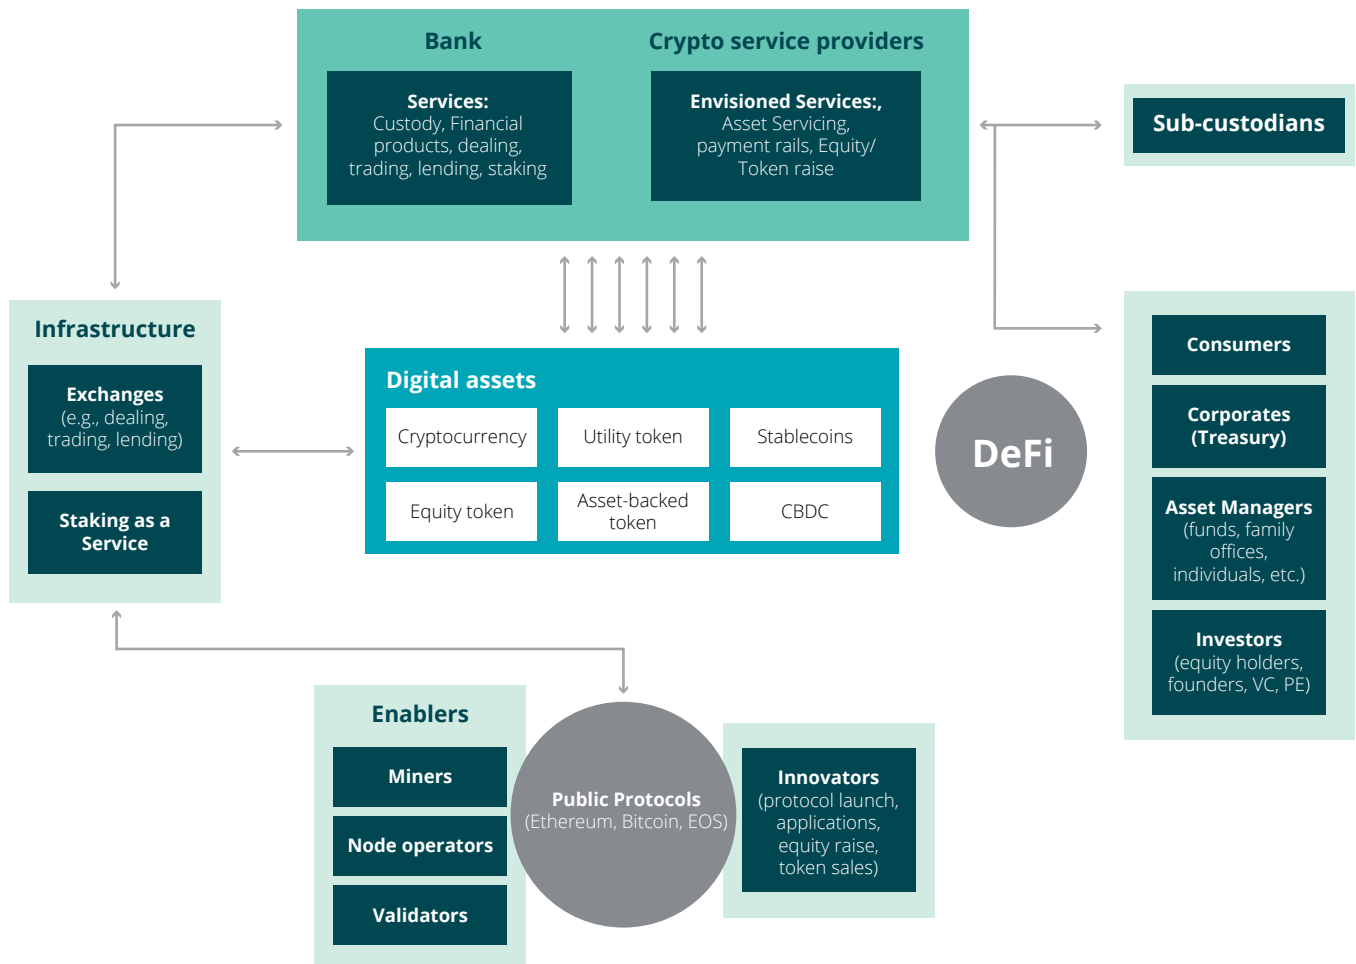 Bank
Services:
Custody, Financial
products, dealing,
trading, lending, staking
Crypto service providers
Envisioned Services:,
Asset Servicing,
payment rails, Equity/
Token raise
Sub-custodians
Infrastructure
Exchanges
(e.g., dealing,
trading, lending)
Staking as a
Service
Digital assets
Cryptocurrency
Utility token
Stablecoins
Equity token
Asset-backed
token
CBDC
DeFi
Consumers
Corporates
(Treasury)
Asset Managers
(funds, family
offices,
individuals, etc.)
Investors
(equity holders,
founders, VC, PE)
Enablers
Miners
Node operators
Validators
Public Protocols
(Ethereum, Bitcoin, EOS)
Innovators
(protocol launch,
applications,
equity raise,
token sales)